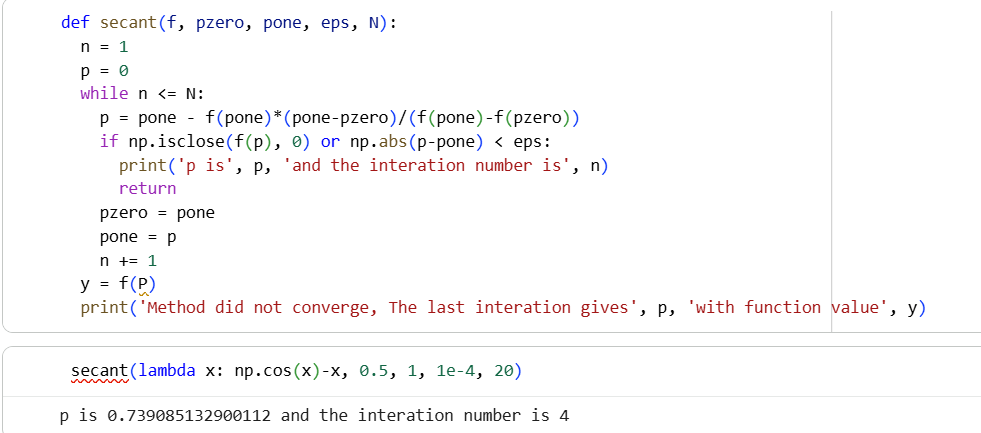 def secant(f, pzero, pone, eps, N):
  n = 1
  p = 0
  while n <= N:
    p = pone - f(pone)*(pone-pzero)/(f(pone)-f(pzero))
    if np.isclose(f(p), 0) or np.abs(p-pone) < eps:
      print('p is', p, 'and the interation number is', n)
      return
    pzero = pone
    pone = p
    n += 1
  y = f(P)
  print('Method did not converge, The last interation gives', p, 'with function value', y)
secant(lambda x: np.cos(x)-x, 0.5, 1, 1e-4, 20)
p is 0.739085132900112 and the interation number is 4